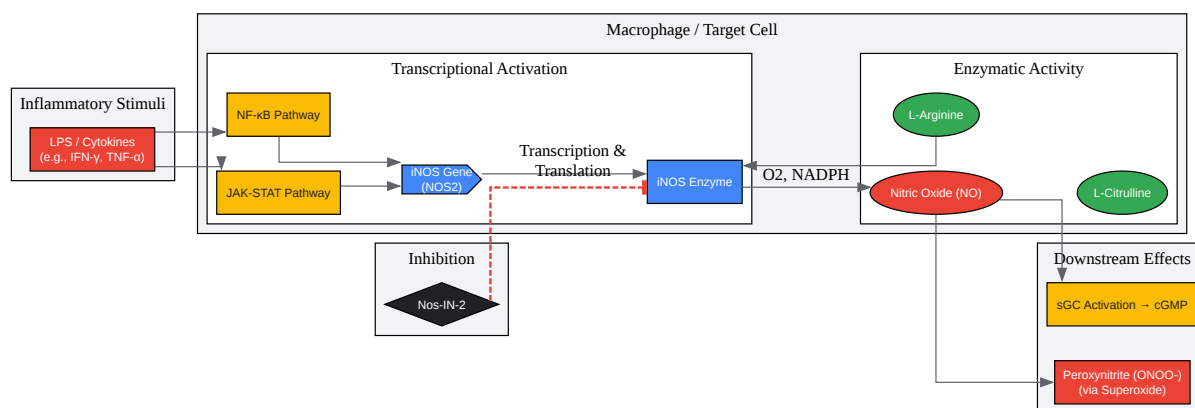 Macrophage / Target Cell
Transcriptional Activation
Enzymatic Activity
Inflammatory Stimuli
LPS / Cytokines
(e.g., IFN-γ, TNF-α)
NF-κB Pathway
JAK-STAT Pathway
iNOS Gene
(NOS2)
Transcription &
Translation
iNOS Enzyme
O2, NADPH
L-Arginine
Nitric Oxide (NO)
L-Citrulline
Inhibition
Nos-IN-2
Downstream Effects
sGC Activation → cGMP
Peroxynitrite (ONOO-)
(via Superoxide)